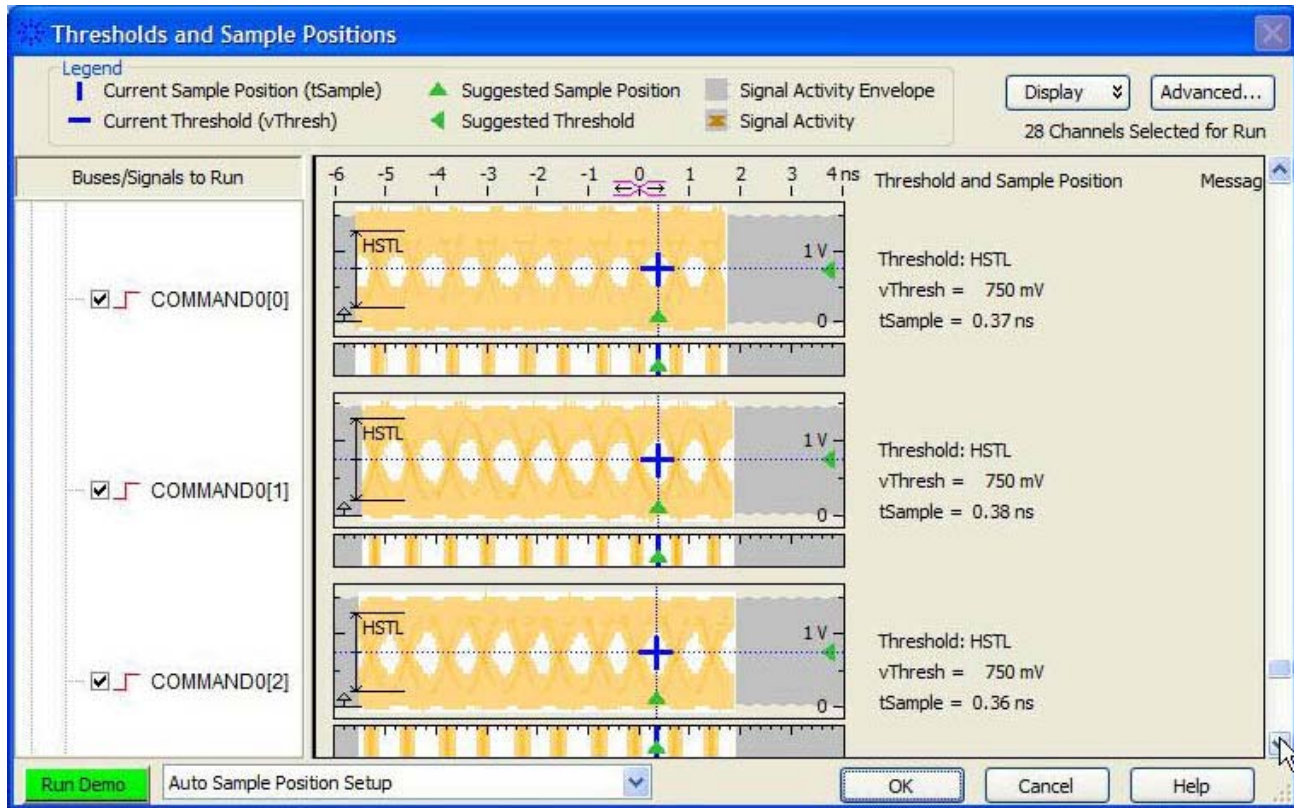 Thresholds and Sample Positions
Legend
Current Sample Position (tSample)
Suggested Sample Position
Signal Activity Envelope
Current Threshold (vThresh)
Suggested Threshold
Signal Activity
Display
Advanced...
28 Channels Selected for Run
Buses/Signals to Run
-6 -5 -4 -3 -2 -1 0 1 2 3 4 ns
Threshold and Sample Position
Messag
COMMAND0[0]
HSTL
1 V
0
Threshold: HSTL
vThresh = 750 mV
tSample = 0.37 ns
COMMAND0[1]
HSTL
1 V
0
Threshold: HSTL
vThresh = 750 mV
tSample = 0.38 ns
COMMAND0[2]
HSTL
1 V
0
Threshold: HSTL
vThresh = 750 mV
tSample = 0.36 ns
Run Demo
Auto Sample Position Setup
OK
Cancel
Help